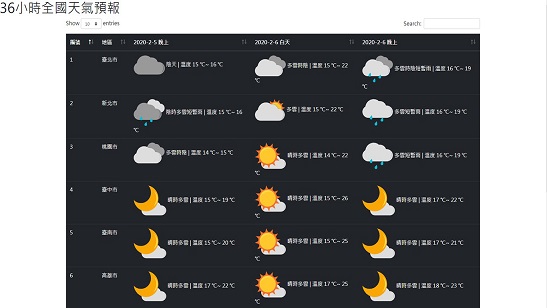 36小時全國天氣預報
Show 10 entries Search:
編號 地區 2020-2-5 晚上 2020-2-6 白天 2020-2-6 晚上
1 臺北市 陰天 | 溫度 15 ℃~ 16 ℃ 多雲時陰 | 溫度 15 ℃~ 22 ℃ 多雲時陰短暫雨 | 溫度 16 ℃~ 19 ℃
2 新北市 陰時多雲短暫雨 | 溫度 15 ℃~ 16 ℃ 多雲 | 溫度 15 ℃~ 22 ℃ 多雲短暫雨 | 溫度 16 ℃~ 19 ℃
3 桃園市 多雲時陰 | 溫度 14 ℃~ 15 ℃ 晴時多雲 | 溫度 14 ℃~ 22 ℃ 多雲短暫雨 | 溫度 16 ℃~ 19 ℃
4 臺中市 晴時多雲 | 溫度 15 ℃~ 19 ℃ 晴時多雲 | 溫度 15 ℃~ 26 ℃ 晴時多雲 | 溫度 17 ℃~ 22 ℃
5 臺南市 晴時多雲 | 溫度 15 ℃~ 20 ℃ 晴時多雲 | 溫度 15 ℃~ 25 ℃ 晴時多雲 | 溫度 17 ℃~ 21 ℃
6 高雄市 晴時多雲 | 溫度 17 ℃~ 22 ℃ 晴時多雲 | 溫度 17 ℃~ 25 ℃ 晴時多雲 | 溫度 18 ℃~ 23 ℃